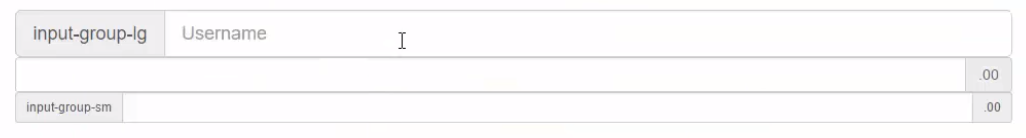 input-group-lg Username
.00
input-group-sm .00